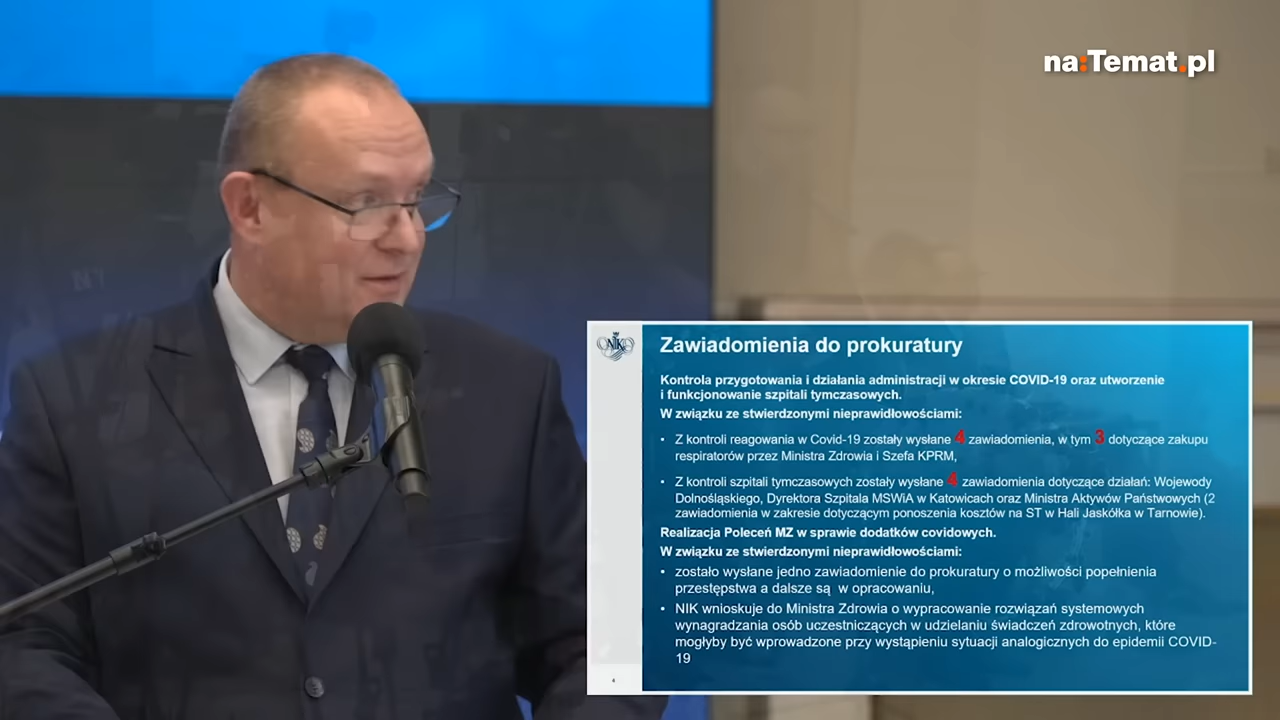 na:Temat.pl
NIK
Zawiadomienia do prokuratury
Kontrola przygotowania i działania administracji w okresie COVID-19 oraz utworzenie
i funkcjonowanie szpitali tymczasowych.
W związku ze stwierdzonymi nieprawidłowościami:
• Z kontroli reagowania w Covid-19 zostały wysłane 4 zawiadomienia, w tym 3 dotyczące zakupu
respiratorów przez Ministra Zdrowia i Szefa KPRM,
• Z kontroli szpitali tymczasowych zostały wysłane 4 zawiadomienia dotyczące działań: Wojewody
Dolnośląskiego, Dyrektora Szpitala MSWiA w Katowicach oraz Ministra Aktywów Państwowych (2
zawiadomienia w zakresie dotyczącym ponoszenia kosztów na ST w Hali Jaskółka w Tarnowie).
Realizacja Poleceń MZ w sprawie dodatków covidowych.
W związku ze stwierdzonymi nieprawidłowościami:
• zostało wysłane jedno zawiadomienie do prokuratury o możliwości popełnienia
przestępstwa a dalsze są w opracowaniu,
• NIK wnioskuje do Ministra Zdrowia o wypracowanie rozwiązań systemowych
wynagradzania osób uczestniczących w udzielaniu świadczeń zdrowotnych, które
mogłyby być wprowadzone przy wystąpieniu sytuacji analogicznych do epidemii COVID-
19
4